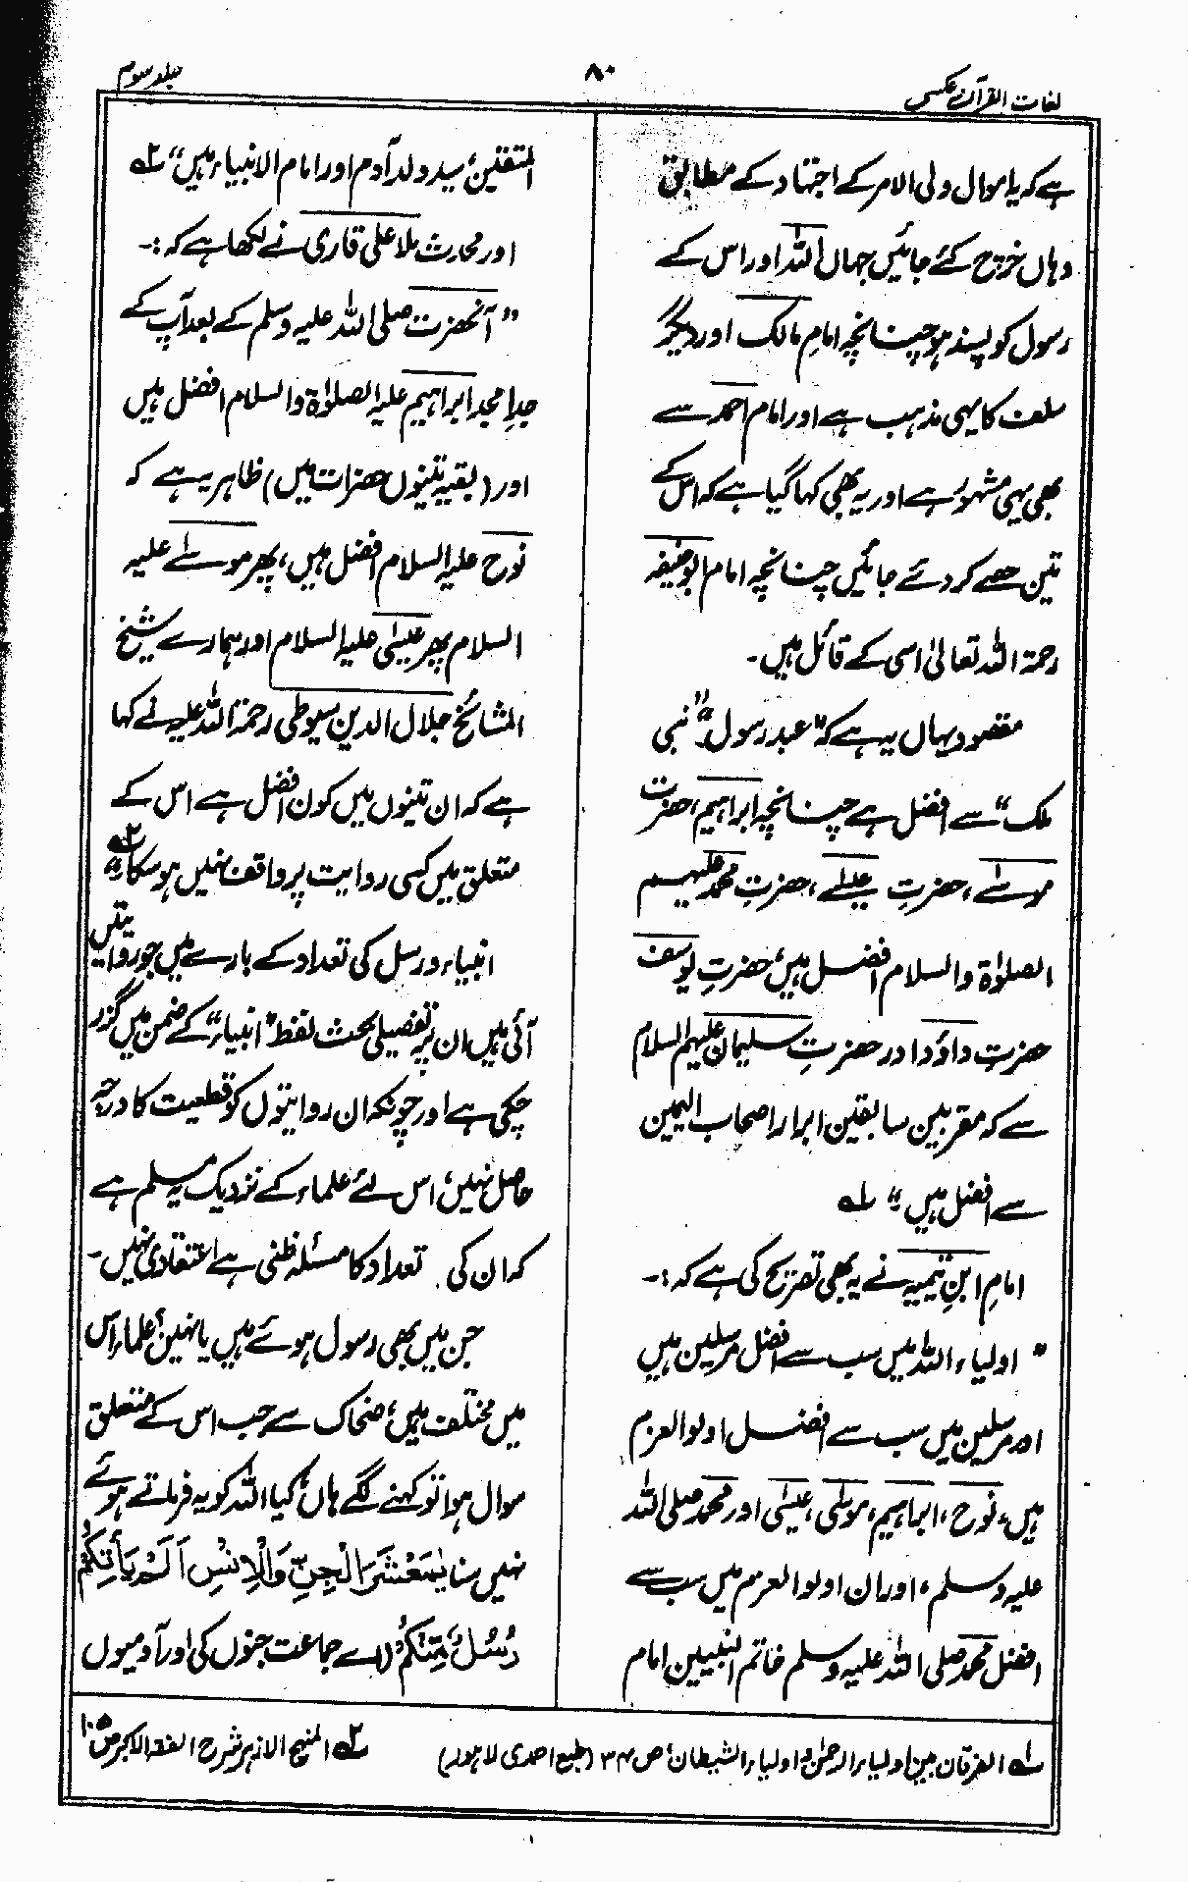 لغات القرآن عکسی
۸۰
جلد سوم
ہے کہ یا موال ولی الامر کے اجتہاد کے مطابق
وہاں خرچ کئے جائیں جہاں اللہ اور اس کے
رسول کو پسند ہو چنانچہ امامِ مالک اور دیگر
سلف کا یہی مذہب ہے اور امام احمد سے
بھی یہی مشہور ہے اور یہ بھی کہا گیا ہے کہ اس کے
تین حصے کر دئے جائیں چنانچہ امام ابو حنیفہ
رحمۃ اللہ تعالیٰ اسی کے قائل ہیں۔
مقصود یہاں یہ ہے کہ "عبد رسول" "نبی
ملک" سے افضل ہے چنانچہ ابراہیم، حضرت
موسےٰ، حضرتِ عیسےٰ، حضرتِ محمد علیہم
الصلوٰۃ والسلام افضل ہیں، حضرتِ یوسف
حضرتِ داؤد اور حضرتِ سلیمان علیہم السلام
سے کہ مقربین سابقین ابرار اصحاب الیمین
سے افضل ہیں" ۱؎
امامِ ابنِ تیمیہ نے یہ بھی تصریح کی ہے کہ:۔
"اولیاء اللہ میں سب سے افضل مرسلین ہیں
اور مرسلین میں سب سے افضل اولوالعزم
ہیں، نوح، ابراہیم، موسیٰ، عیسیٰ اور محمد صلی اللہ
علیہ وسلم، اور ان اولوالعزم میں سب سے
افضل محمد صلی اللہ علیہ وسلم خاتم النبیین امام
المتقین، سید ولد آدم اور امام الانبیاء ہیں" ۲؎
اور محدث ملا علی قاری نے لکھا ہے کہ:۔
"آنحضرت صلی اللہ علیہ وسلم کے بعد آپ کے
جدِ امجد ابراہیم علیہ الصلوٰۃ والسلام افضل ہیں
اور (بقیہ تینوں حضرات میں) ظاہر یہ ہے کہ
نوح علیہ السلام افضل ہیں، پھر موسےٰ علیہ
السلام پھر عیسیٰ علیہ السلام اور ہمارے شیخ
المشائخ جلال الدین سیوطی رحمۃ اللہ علیہ نے کہا
ہے کہ ان تینوں میں کون افضل ہے اس کے
متعلق میں کسی روایت پر واقف نہیں ہو سکا" ۲؎
انبیاء و رسل کی تعداد کے بارے میں جو روایتیں
آئی ہیں ان پر تفصیلی بحث لفظ "انبیاء" کے ضمن میں گزر
چکی ہے اور چونکہ ان روایتوں کو قطعیت کا درجہ
حاصل نہیں، اس لئے علماء کے نزدیک یہ مسلم ہے
کہ ان کی تعداد کا مسئلہ ظنی ہے اعتقادی نہیں۔
جن میں بھی رسول ہوئے ہیں یا نہیں؟ علماء اس
میں مختلف ہیں، ضحاک سے جب اس کے متعلق
سوال ہوا تو کہنے لگے ہاں، کیا اللہ کو یہ فرماتے ہوئے
نہیں سنا یٰمَعْشَرَ الْجِنِّ وَالْاِنْسِ اَلَمْ یَأْتِکُمْ
رُسُلٌ مِّنْکُمْ (اے جماعت جنوں کی اور آدمیوں
۱؎ الفرقان بین اولیاء الرحمٰن و اولیاء الشیطان، ص ۳۴ (طبع احمدی لاہور)
۲؎ المنح الازہر شرح الفقہ الاکبر ص ۱۰۵